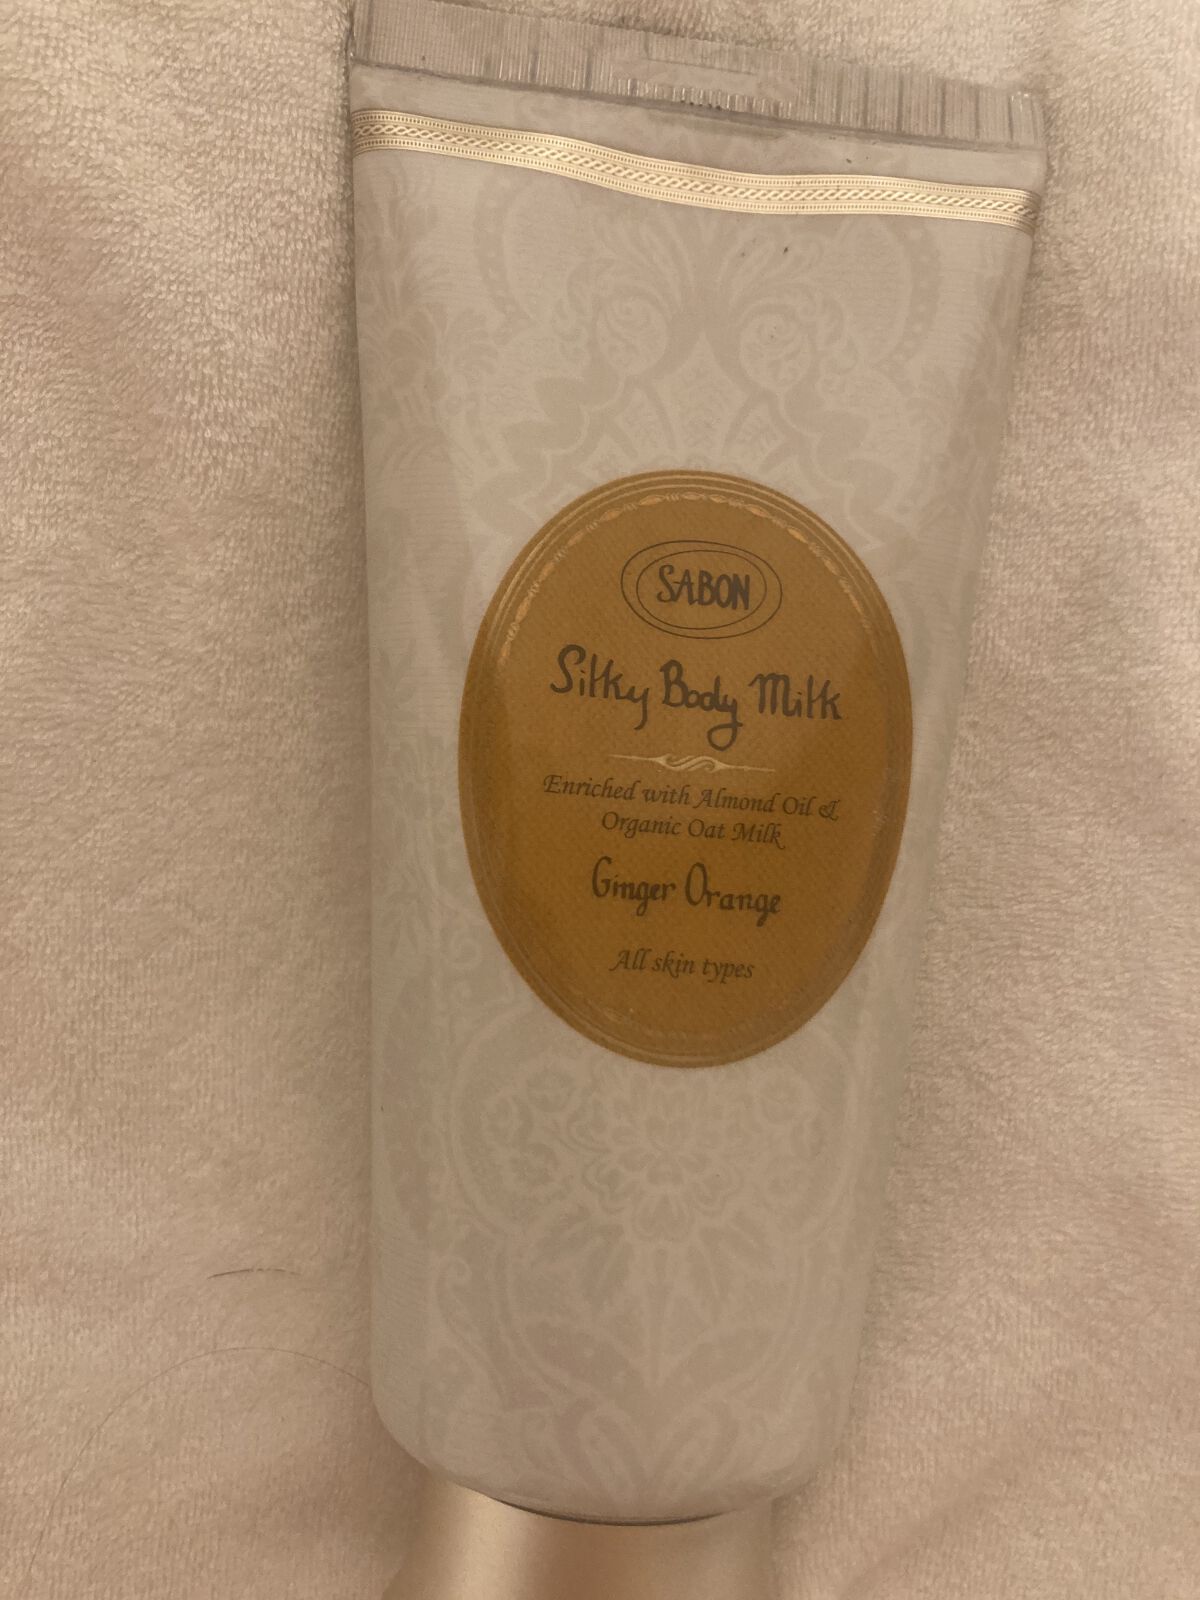 SABON
Silky Body Milk
Enriched with Almond Oil &
Organic Oat Milk
Ginger Orange
All skin types